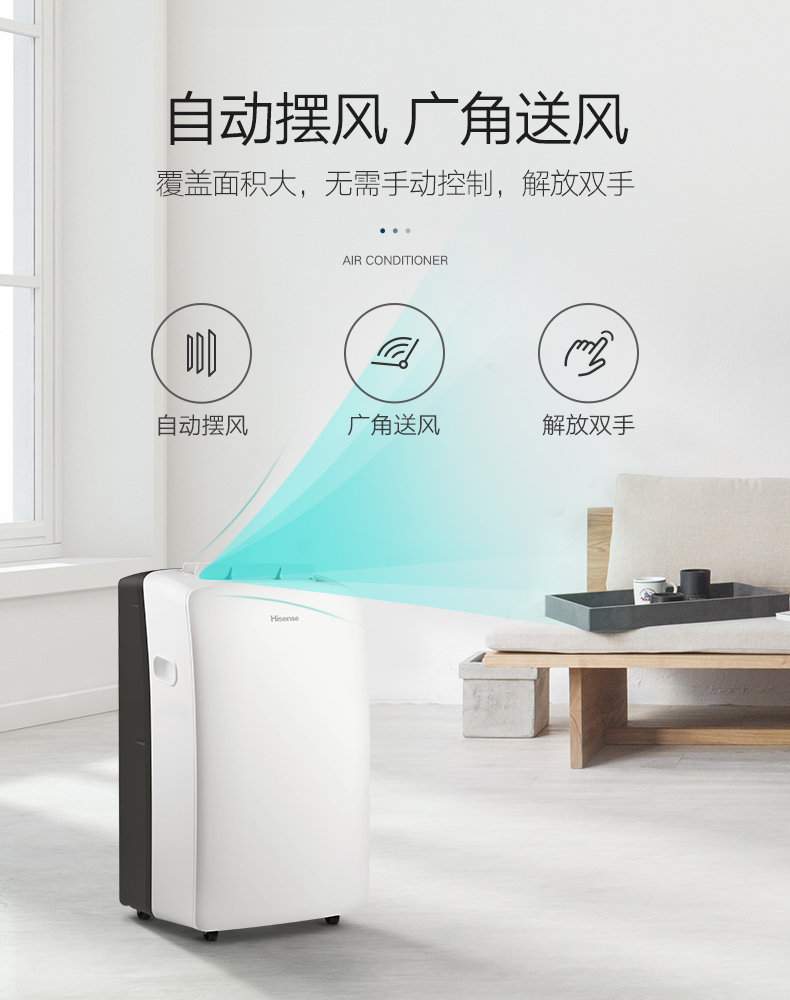 自动摆风 广角送风
覆盖面积大，无需手动控制，解放双手
AIR CONDITIONER
自动摆风
广角送风
解放双手
Hisense